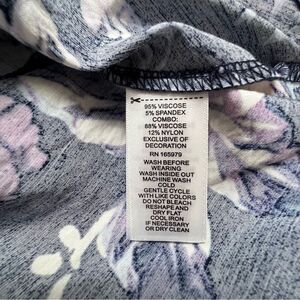 95% VISCOSE
5% SPANDEX
COMBO:
88% VISCOSE
12% NYLON
EXCLUSIVE OF
DECORATION
RN 165979
WASH BEFORE
WEARING
WASH INSIDE OUT
MACHINE WASH
COLD
GENTLE CYCLE
WITH LIKE COLORS
DO NOT BLEACH
RESHAPE AND
DRY FLAT
COOL IRON
IF NECESSARY
OR DRY CLEAN